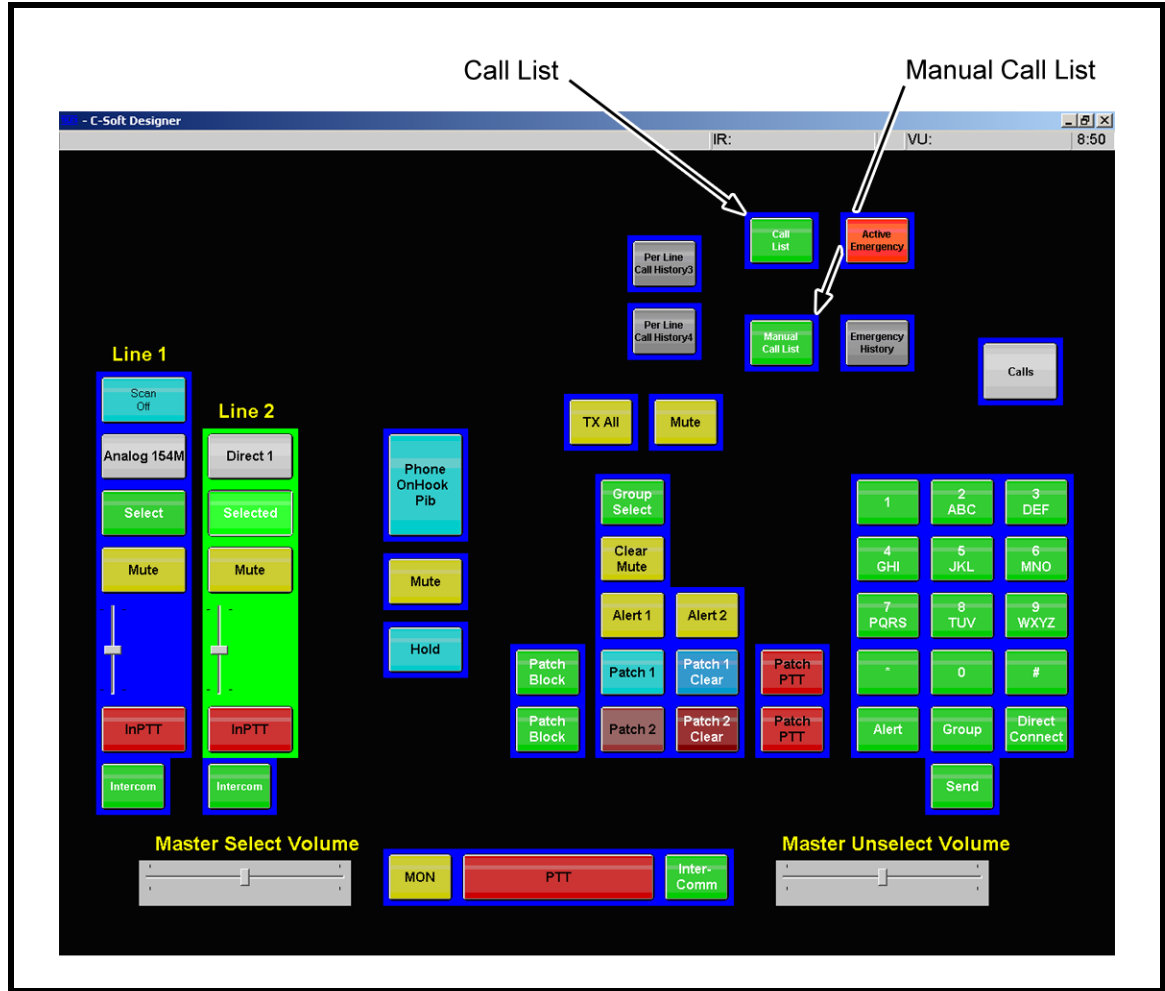 Call List
Manual Call List
- C-Soft Designer
IR:
VU:
8:50
Call
List
Active
Emergency
Per Line
Call History3
Per Line
Call History4
Manual
Call List
Emergency
History
Calls
Line 1
Scan
Off
Line 2
TX All
Mute
Analog 154M
Direct 1
Phone
OnHook
Pib
Select
Selected
Group
Select
1
2
ABC
3
DEF
Mute
Mute
Mute
Clear
Mute
4
GHI
5
JKL
6
MNO
Alert 1
Alert 2
7
PQRS
8
TUV
9
WXYZ
Hold
Patch
Block
Patch 1
Patch 1
Clear
Patch
PTT
*
0
#
InPTT
InPTT
Patch
Block
Patch 2
Patch 2
Clear
Patch
PTT
Alert
Group
Direct
Connect
Intercom
Intercom
Send
Master Select Volume
Master Unselect Volume
MON
PTT
Inter-
Comm